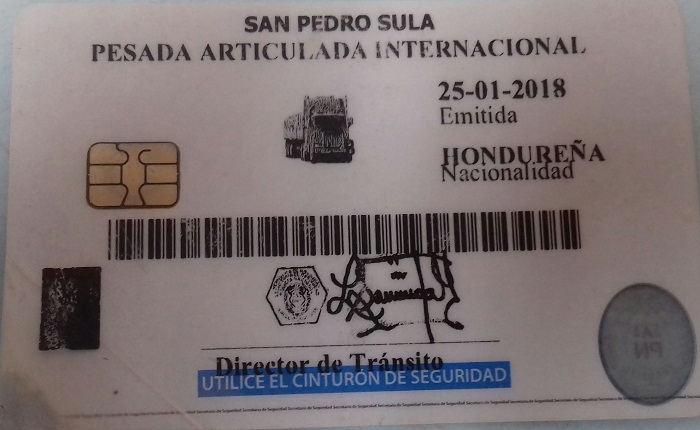 SAN PEDRO SULA
PESADA ARTICULADA INTERNACIONAL
25-01-2018
Emitida
HONDUREÑA
Nacionalidad
Director de Tránsito
UTILICE EL CINTURÓN DE SEGURIDAD